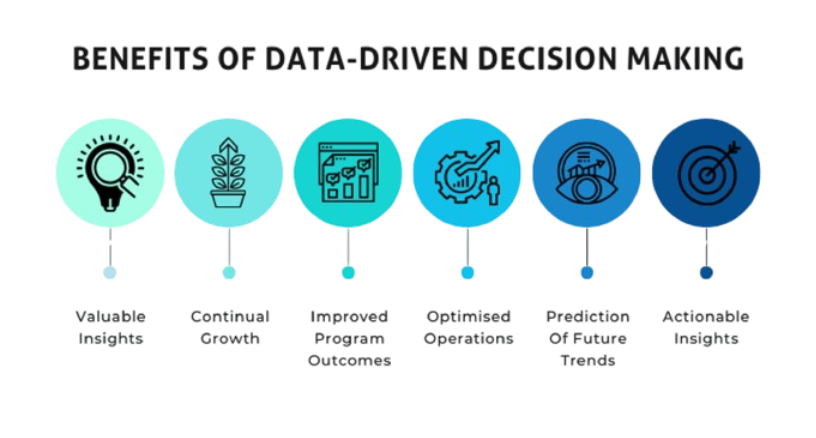 BENEFITS OF DATA-DRIVEN DECISION MAKING
Valuable
Insights
Continual
Growth
Improved
Program
Outcomes
Optimised
Operations
Prediction
Of Future
Trends
Actionable
Insights